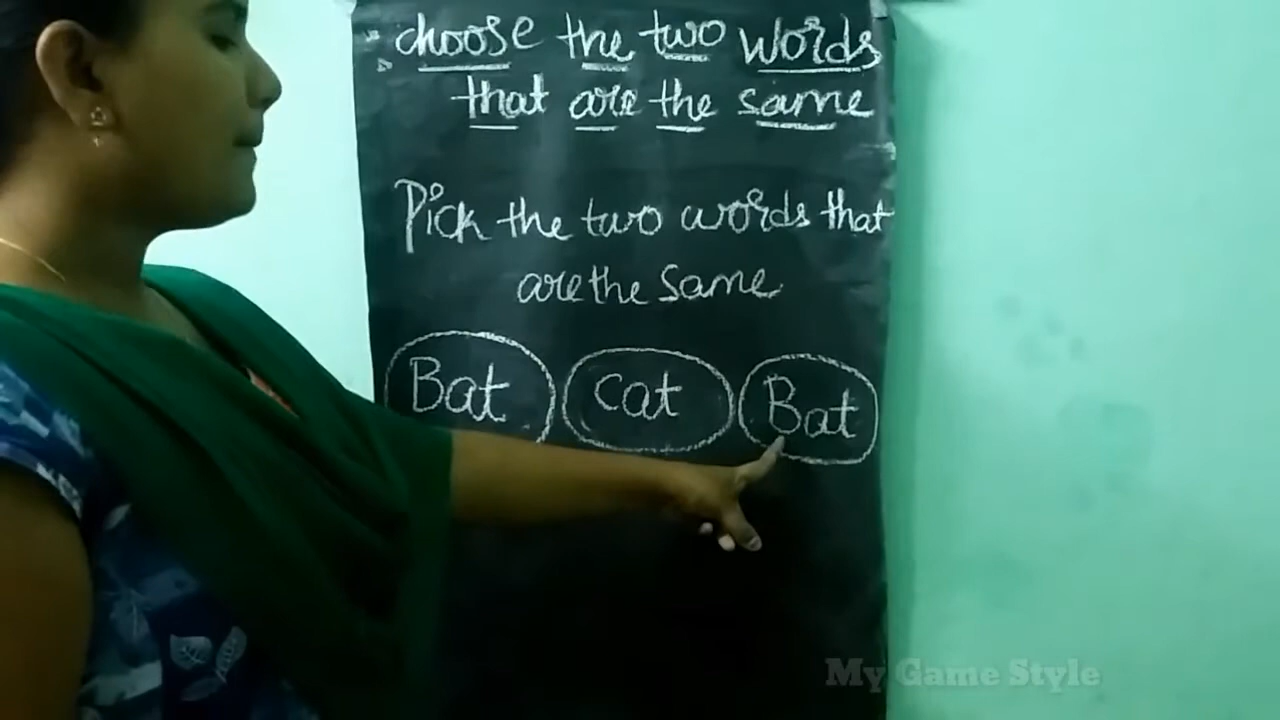 choose the two words
that are the same
Pick the two words that
are the same
Bat cat Bat
My Game Style